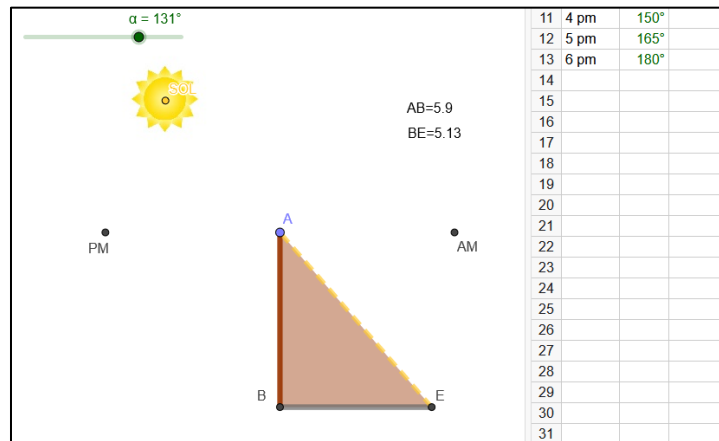 α = 131°
SOL
AB=5.9
BE=5.13
A
PM
AM
B
E
11 4 pm 150°
12 5 pm 165°
13 6 pm 180°
14
15
16
17
18
19
20
21
22
23
24
25
26
27
28
29
30
31